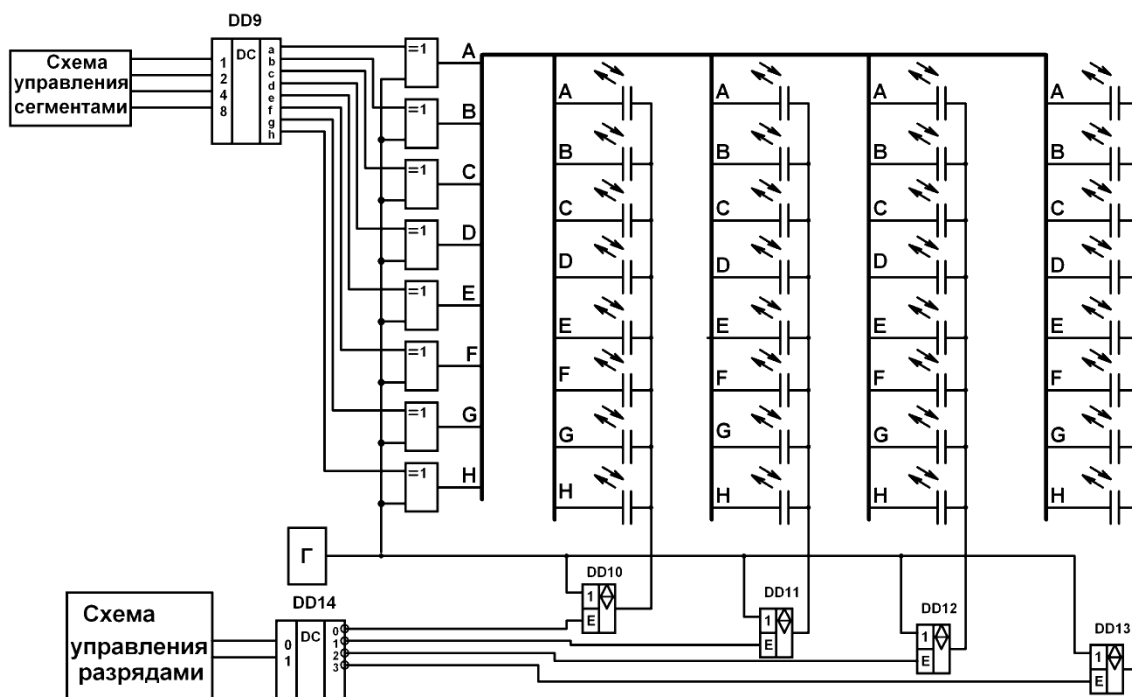 DD9
Схема
управления
сегментами
1
2
4
8
DC
a
b
c
d
e
f
g
h
=1
A
=1
B
=1
C
=1
D
=1
E
=1
F
=1
G
=1
H
A A A A
B B B B
C C C C
D D D D
E E E E
F F F F
G G G G
H H H H
Г
DD10
1
E
DD11
1
E
DD12
1
E
DD13
1
E
DD14
Схема
управления
разрядами
0
1
DC
0
1
2
3